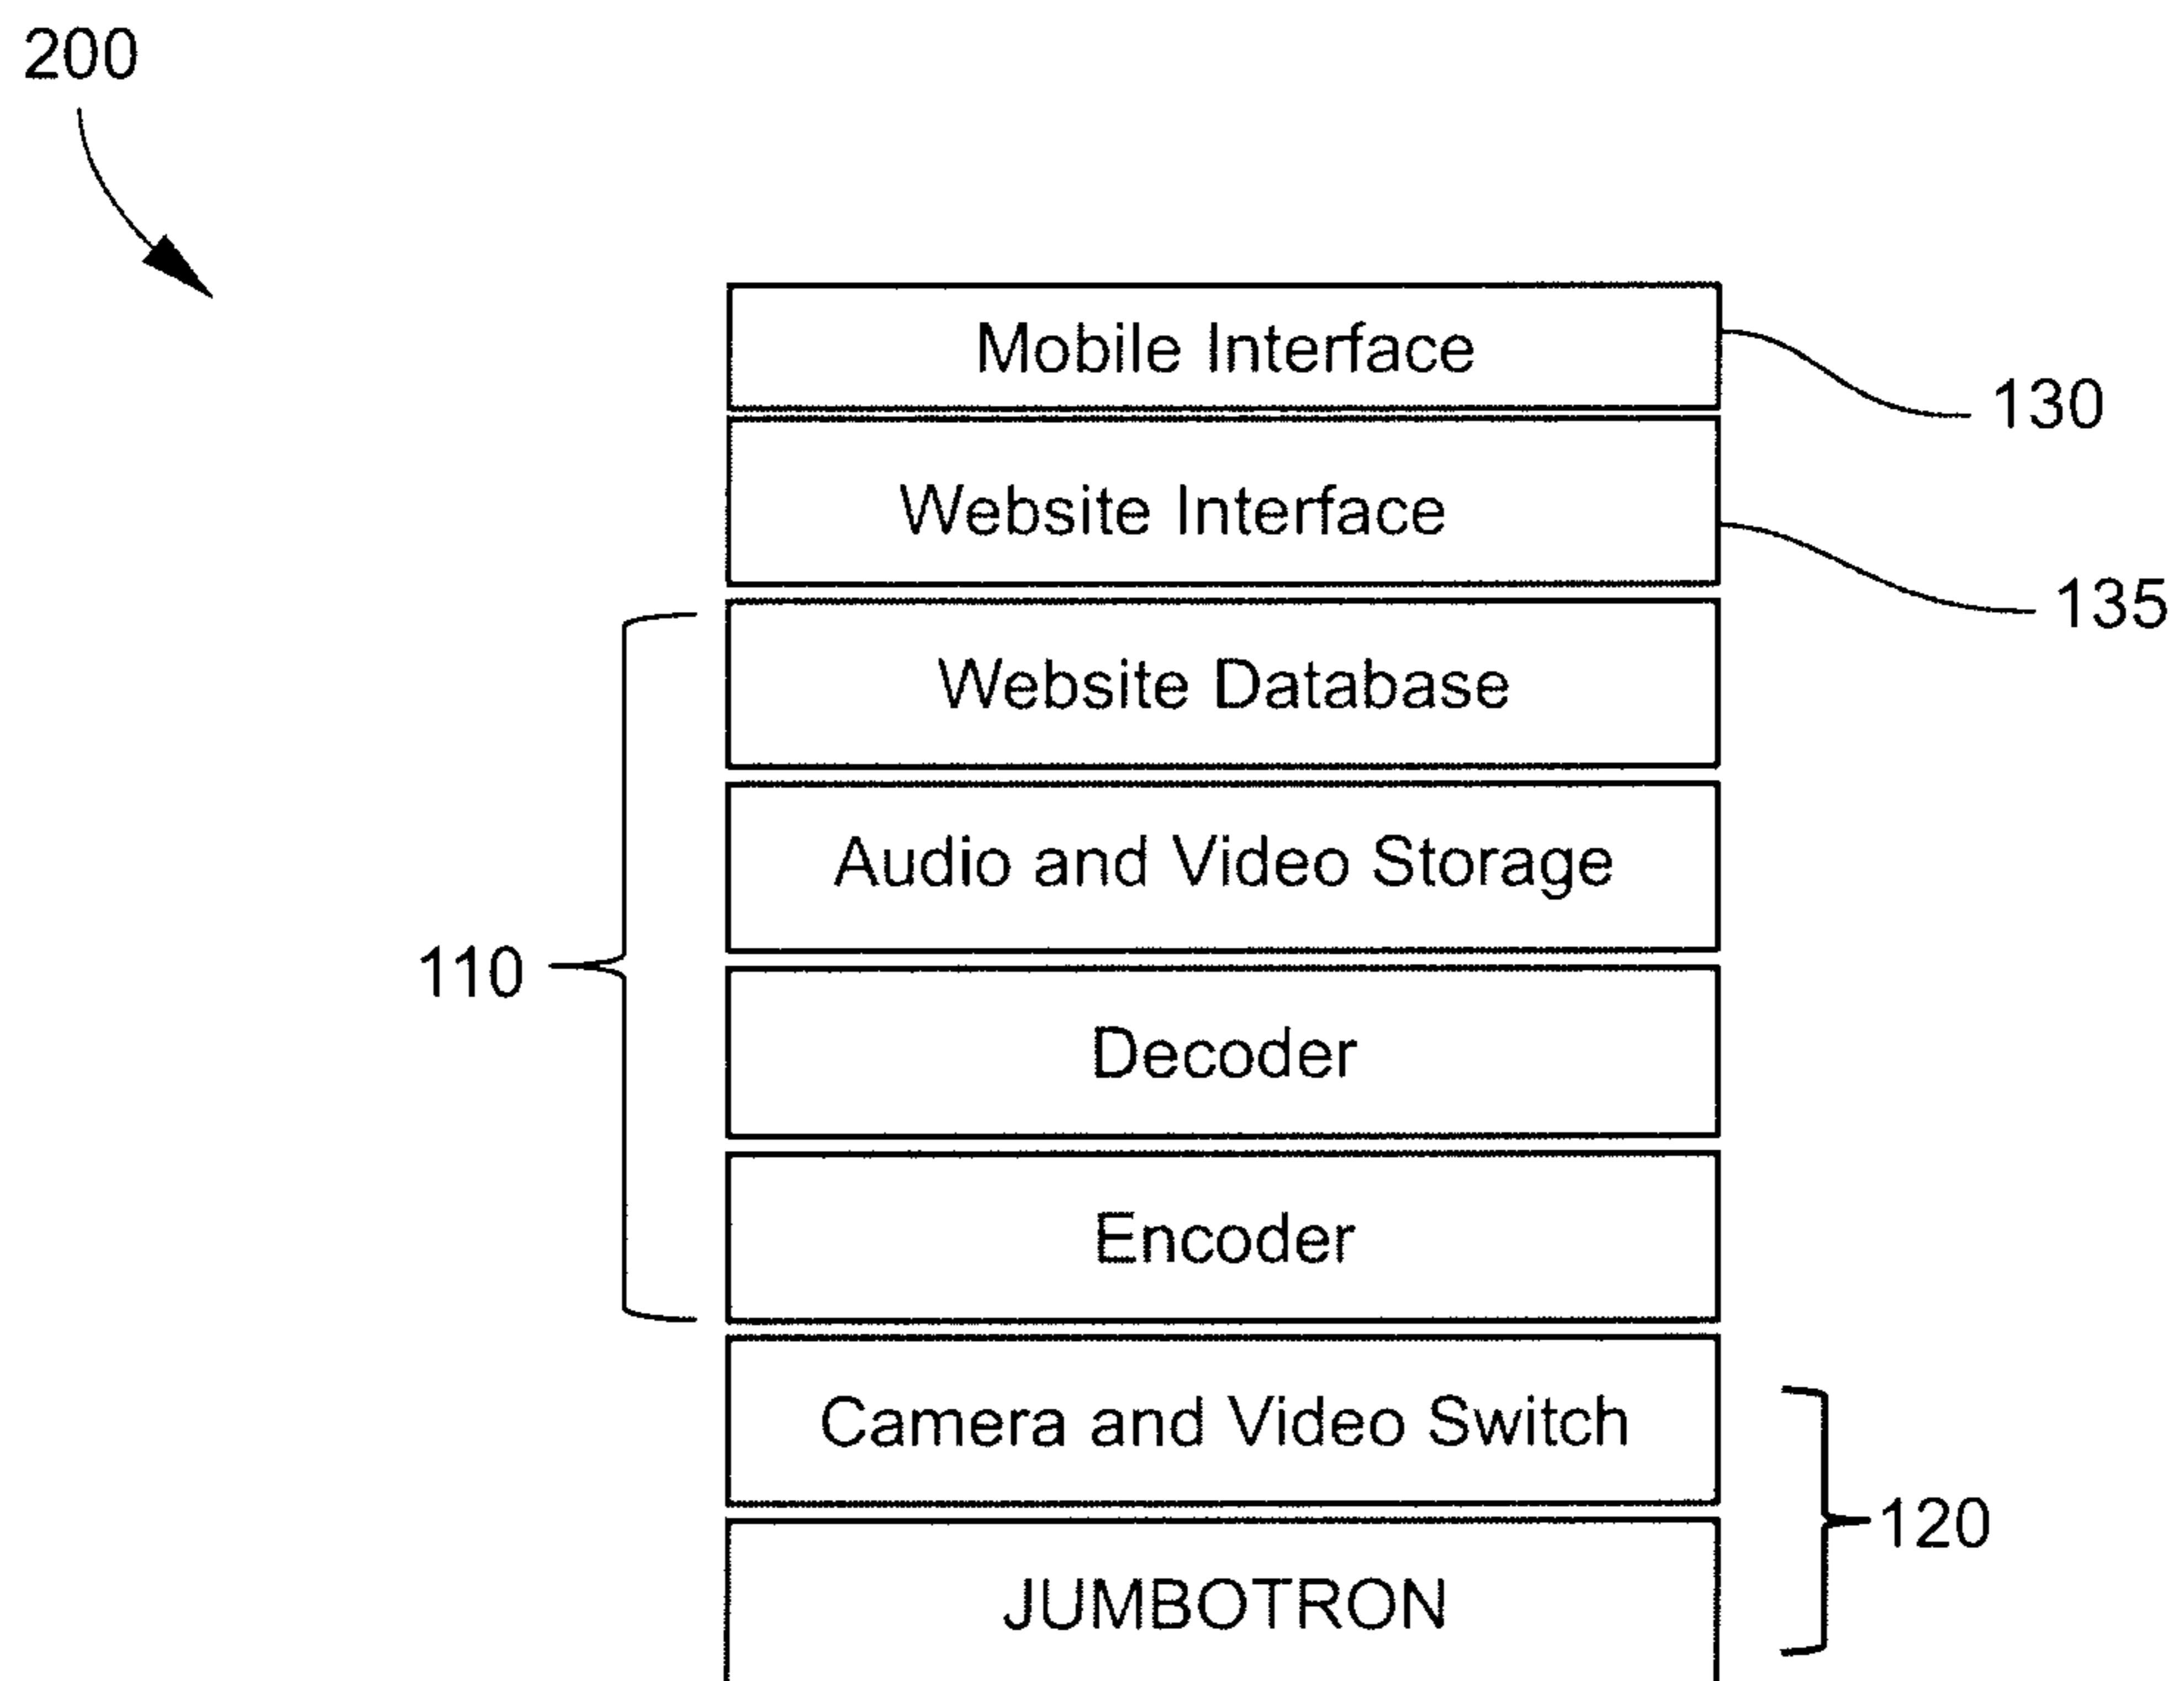 200
Mobile Interface
130
Website Interface
135
Website Database
Audio and Video Storage
110
Decoder
Encoder
Camera and Video Switch
120
JUMBOTRON